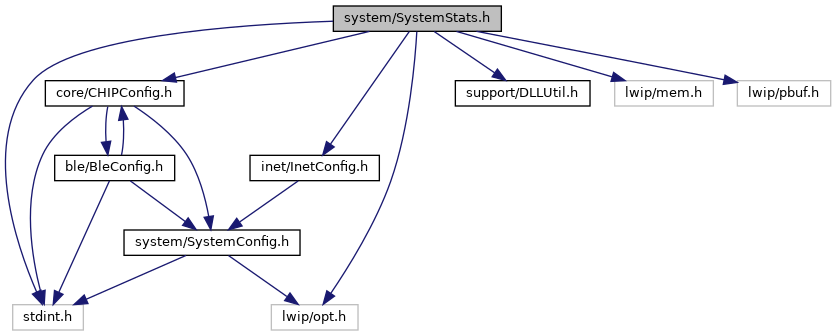 system/SystemStats.h
core/CHIPConfig.h
support/DLLUtil.h
lwip/mem.h
lwip/pbuf.h
ble/BleConfig.h
inet/InetConfig.h
system/SystemConfig.h
stdint.h
lwip/opt.h